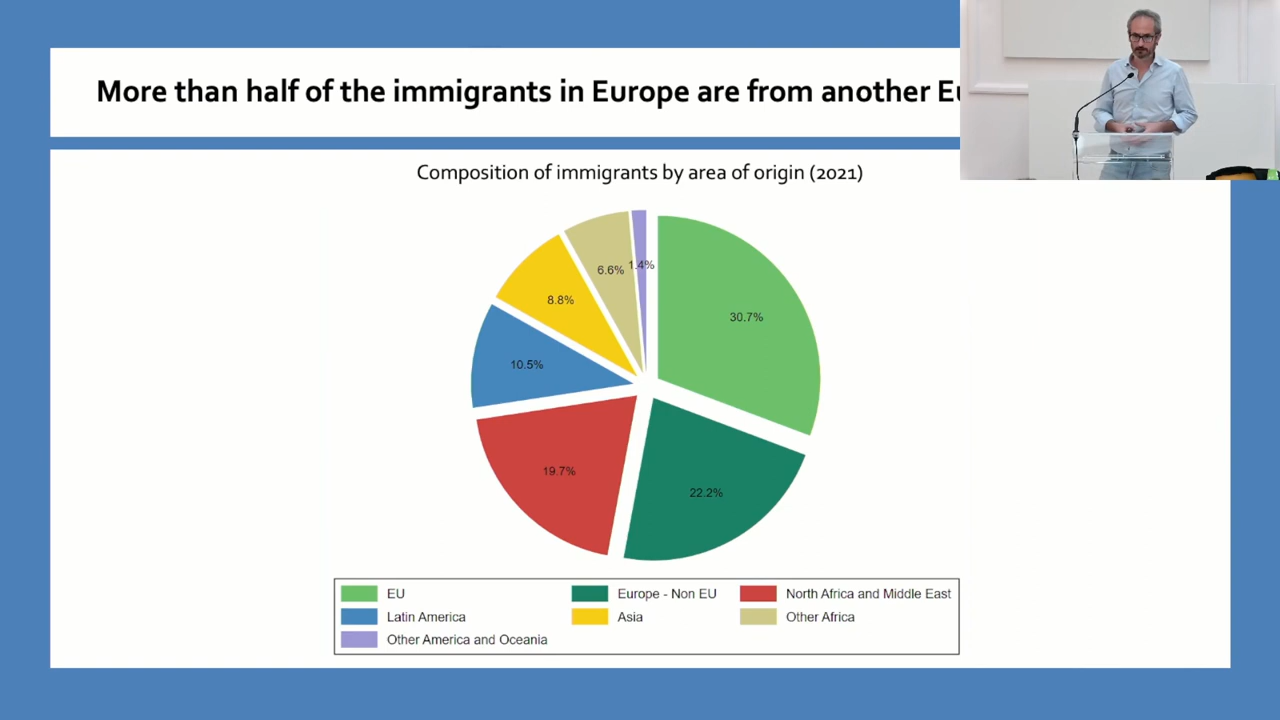 More than half of the immigrants in Europe are from another
Composition of immigrants by area of origin (2021)
1.4%
6.6%
8.8%
30.7%
10.5%
19.7%
22.2%
EU
Europe - Non EU
North Africa and Middle East
Latin America
Asia
Other Africa
Other America and Oceania